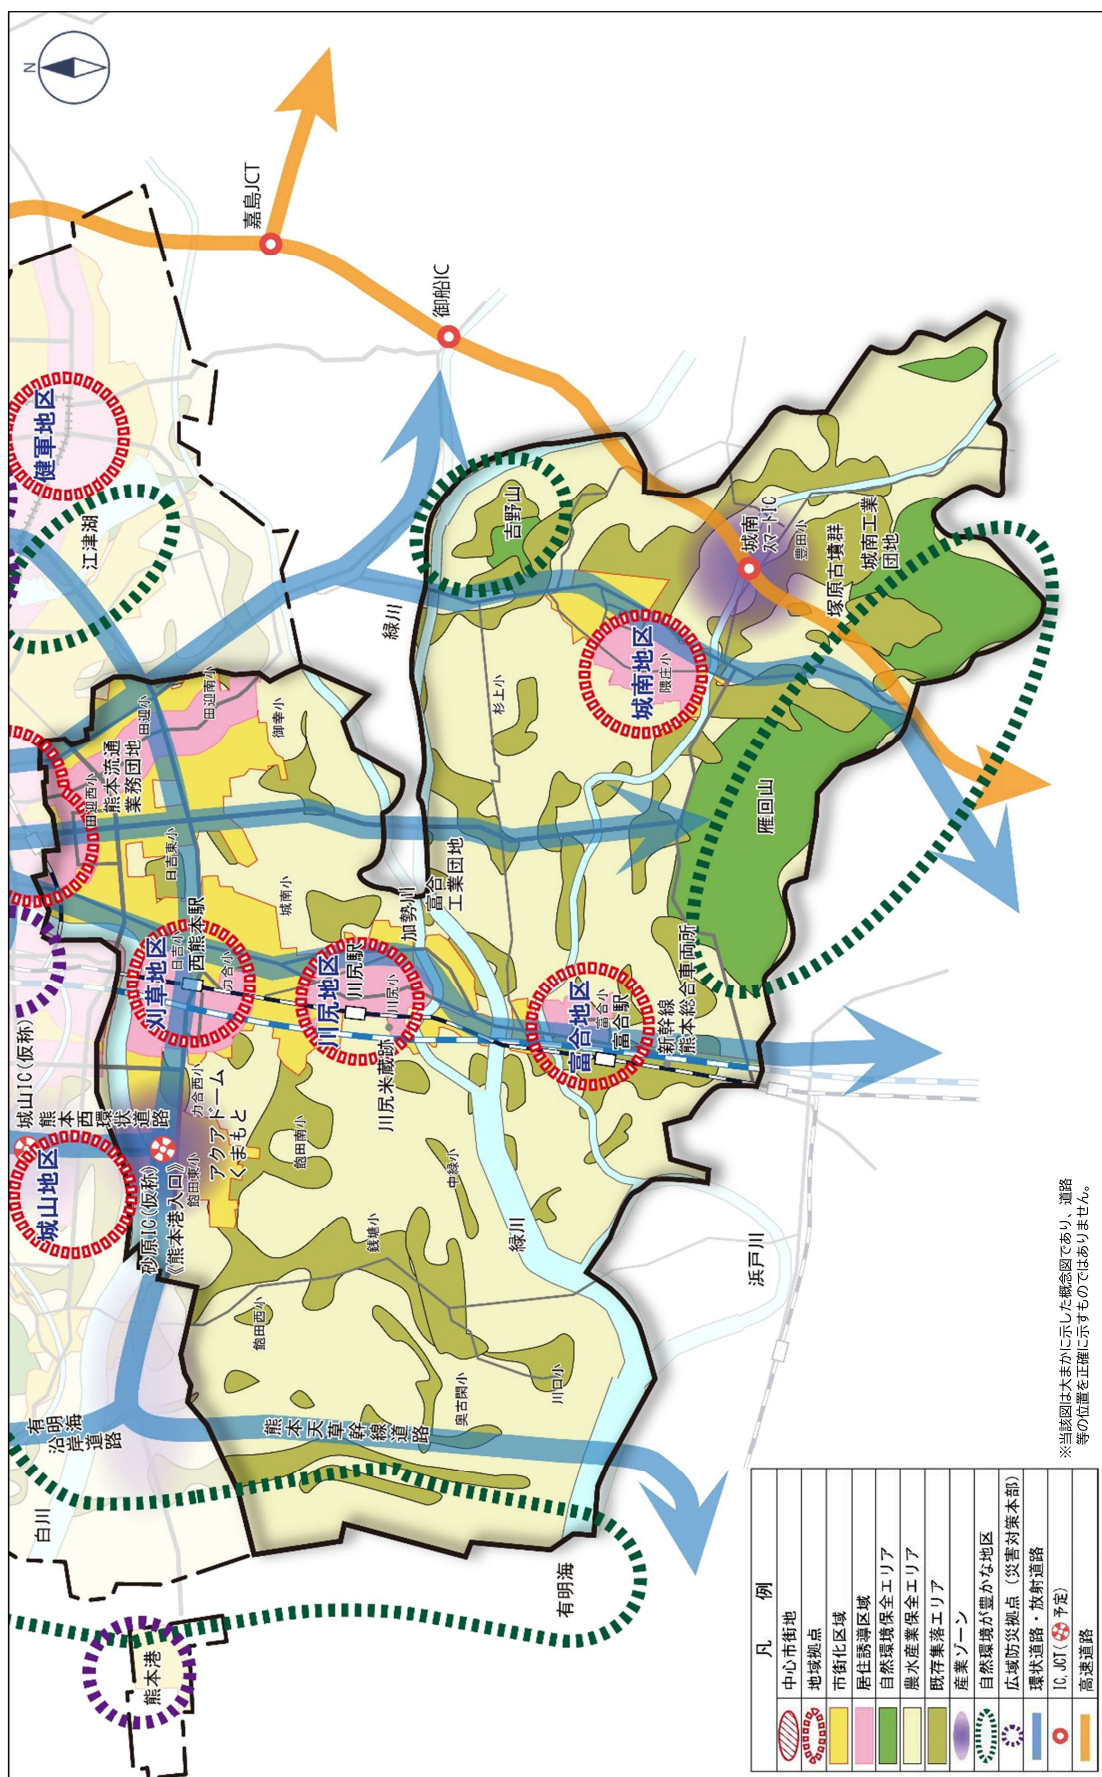 N
嘉島JCT
御船IC
健軍地区
江津湖
緑川
吉野山
城南
スマートIC
豊田小
塚原古墳群
城南工業
団地
城南地区
隈庄小
杉上小
雁回山
田迎小
田迎南小
御幸小
田迎西小
熊本流通
業務団地
日吉東小
城南小
西熊本駅
日吉小
刈草地区
力合小
加勢川
富合
工業団地
川尻地区
川尻駅
川尻小
川尻米蔵跡
富合地区
富合小
富合駅
新幹線
熊本総合車両所
城山IC(仮称)
熊本西環状道路
城山地区
砂原IC(仮称)
《熊本港入口》
力合西小
アクアドーム
くまもと
飽田東小
飽田南小
中緑小
銭塘小
緑川
浜戸川
飽田西小
奥古閑小
川口小
有明海
沿岸道路
熊本天草幹線道路
白川
熊本港
有明海
※当該図は大まかに示した概念図であり、道路
等の位置を正確に示すものではありません。
凡 例
中心市街地
地域拠点
市街化区域
居住誘導区域
自然環境保全エリア
農水産業保全エリア
既存集落エリア
産業ゾーン
自然環境が豊かな地区
広域防災拠点（災害対策本部）
環状道路・放射道路
IC,JCT( 予定)
高速道路